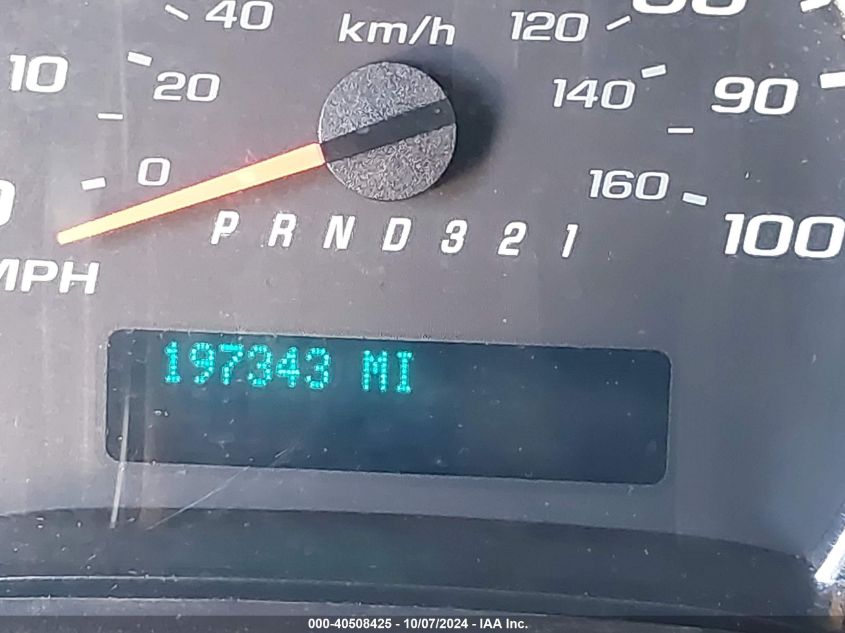 40 km/h 120
10 20 140 90
0 160
P R N D 3 2 1 100
MPH
197343 MI
000-40508425 - 10/07/2024 - IAA Inc.